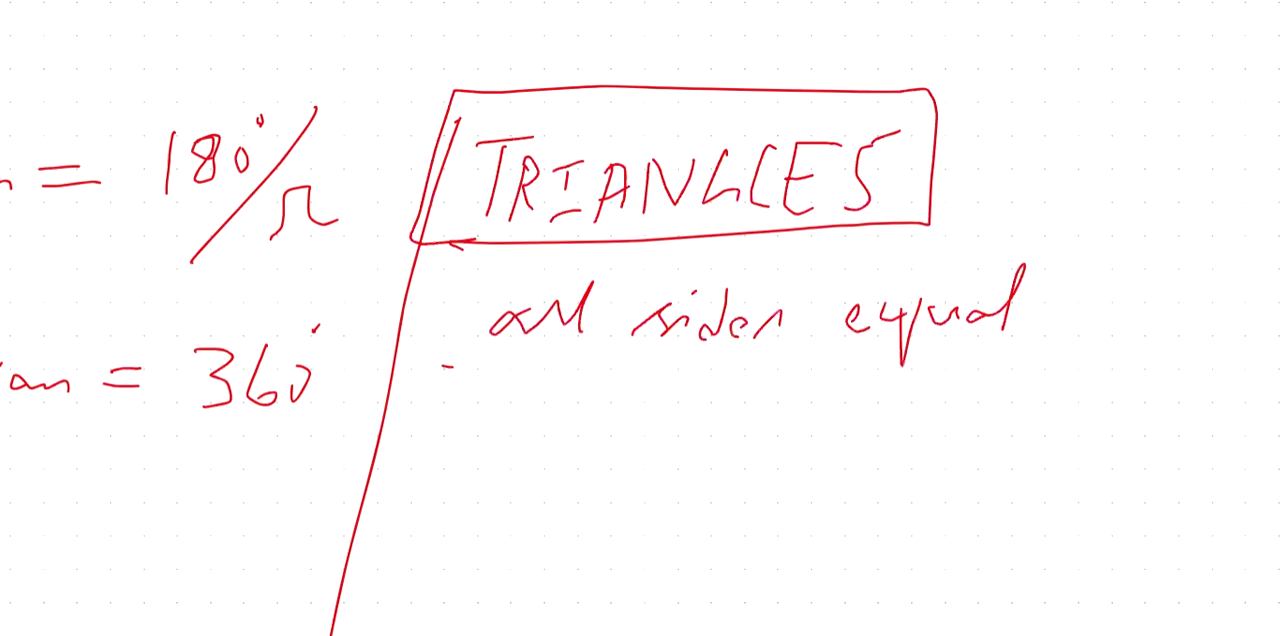 = 180°/π
= 360°
TRIANGLES
- all sides equal